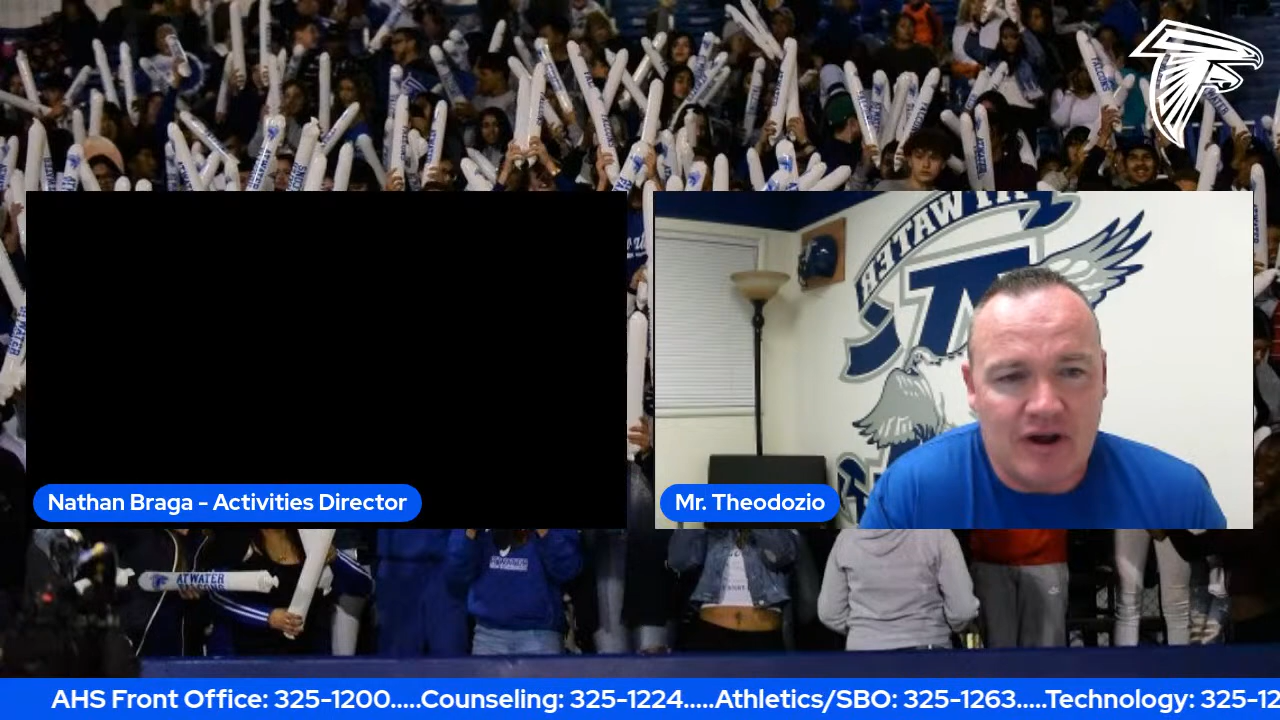 ATWATER
Nathan Braga - Activities Director
Mr. Theodozio
ATWATER
FALCONS
AHS Front Office: 325-1200.....Counseling: 325-1224.....Athletics/SBO: 325-1263.....Technology: 325-12